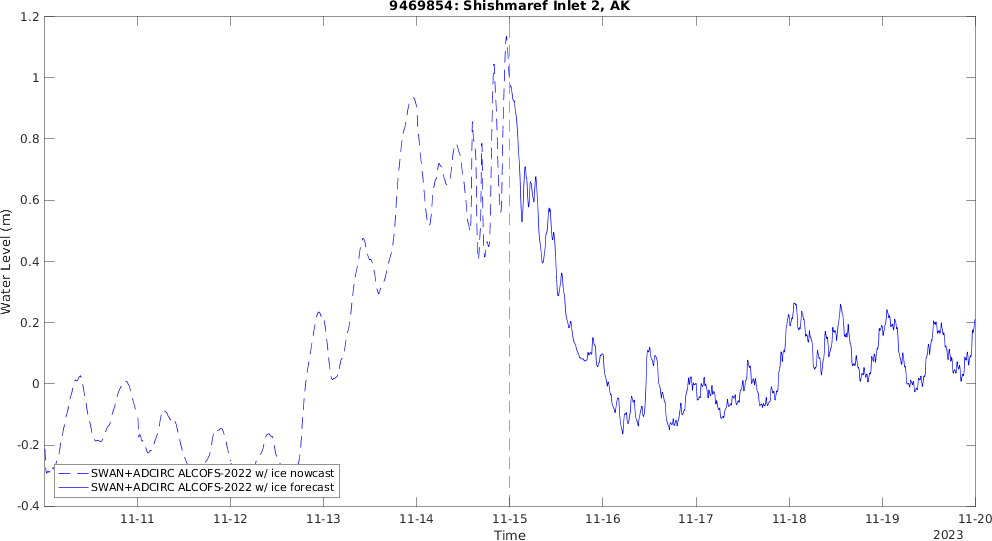 9469854: Shishmaref Inlet 2, AK
1.2
1
0.8
0.6
0.4
0.2
0
-0.2
-0.4
Water Level (m)
SWAN+ADCIRC ALCOFS-2022 w/ ice nowcast
SWAN+ADCIRC ALCOFS-2022 w/ ice forecast
11-11 11-12 11-13 11-14 11-15 11-16 11-17 11-18 11-19 11-20
Time
2023